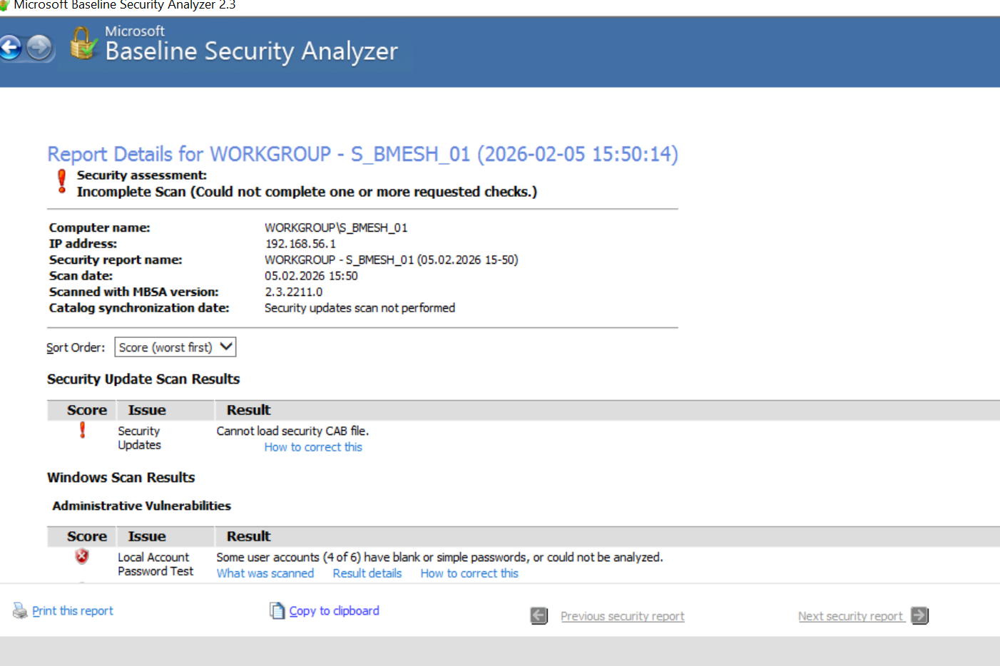 Microsoft Baseline Security Analyzer 2.3
Microsoft
Baseline Security Analyzer
Report Details for WORKGROUP - S_BMESH_01 (2026-02-05 15:50:14)
Security assessment:
Incomplete Scan (Could not complete one or more requested checks.)
Computer name: WORKGROUP\S_BMESH_01
IP address: 192.168.56.1
Security report name: WORKGROUP - S_BMESH_01 (05.02.2026 15-50)
Scan date: 05.02.2026 15:50
Scanned with MBSA version: 2.3.2211.0
Catalog synchronization date: Security updates scan not performed
Sort Order: Score (worst first)
Security Update Scan Results
Score Issue Result
Security Cannot load security CAB file.
Updates How to correct this
Windows Scan Results
Administrative Vulnerabilities
Score Issue Result
Local Account Some user accounts (4 of 6) have blank or simple passwords, or could not be analyzed.
Password Test What was scanned Result details How to correct this
Print this report Copy to clipboard Previous security report Next security report